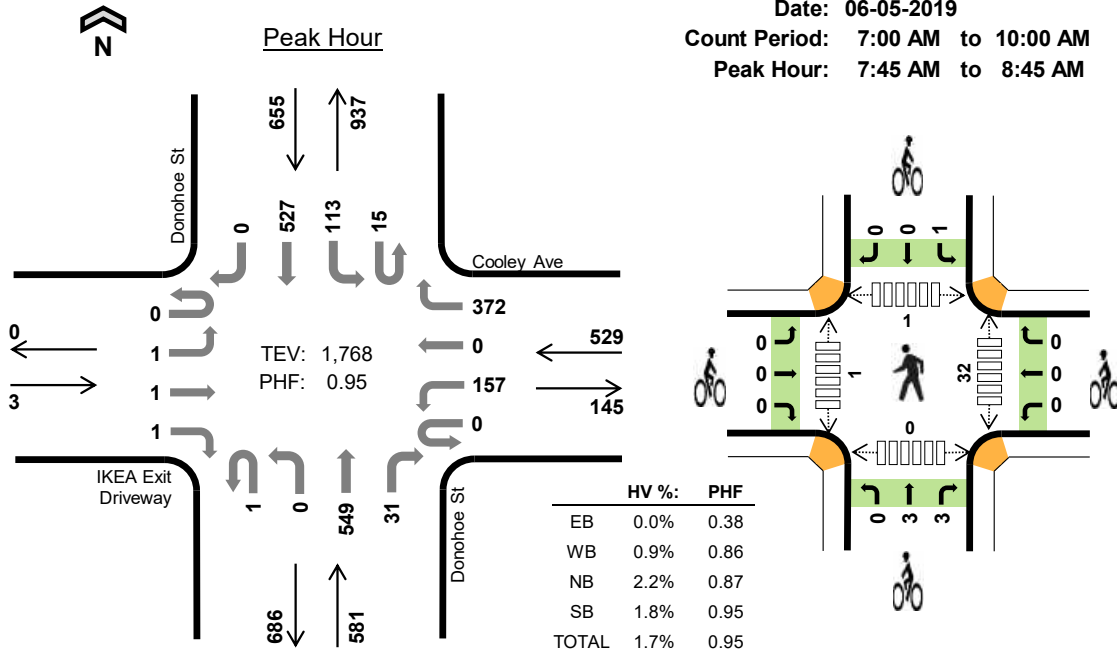 N
Peak Hour
Date: 06-05-2019
Count Period: 7:00 AM to 10:00 AM
Peak Hour: 7:45 AM to 8:45 AM
655
937
Donohoe St
0
527
113
15
Cooley Ave
0
1
1
1
372
0
157
0
0
3
529
145
TEV: 1,768
PHF: 0.95
IKEA Exit
Driveway
1
0
549
31
Donohoe St
686
581
HV %: PHF
EB 0.0% 0.38
WB 0.9% 0.86
NB 2.2% 0.87
SB 1.8% 0.95
TOTAL 1.7% 0.95
0 0 1
1
0
0
0
1
32
0
0
0
0
0 3 3